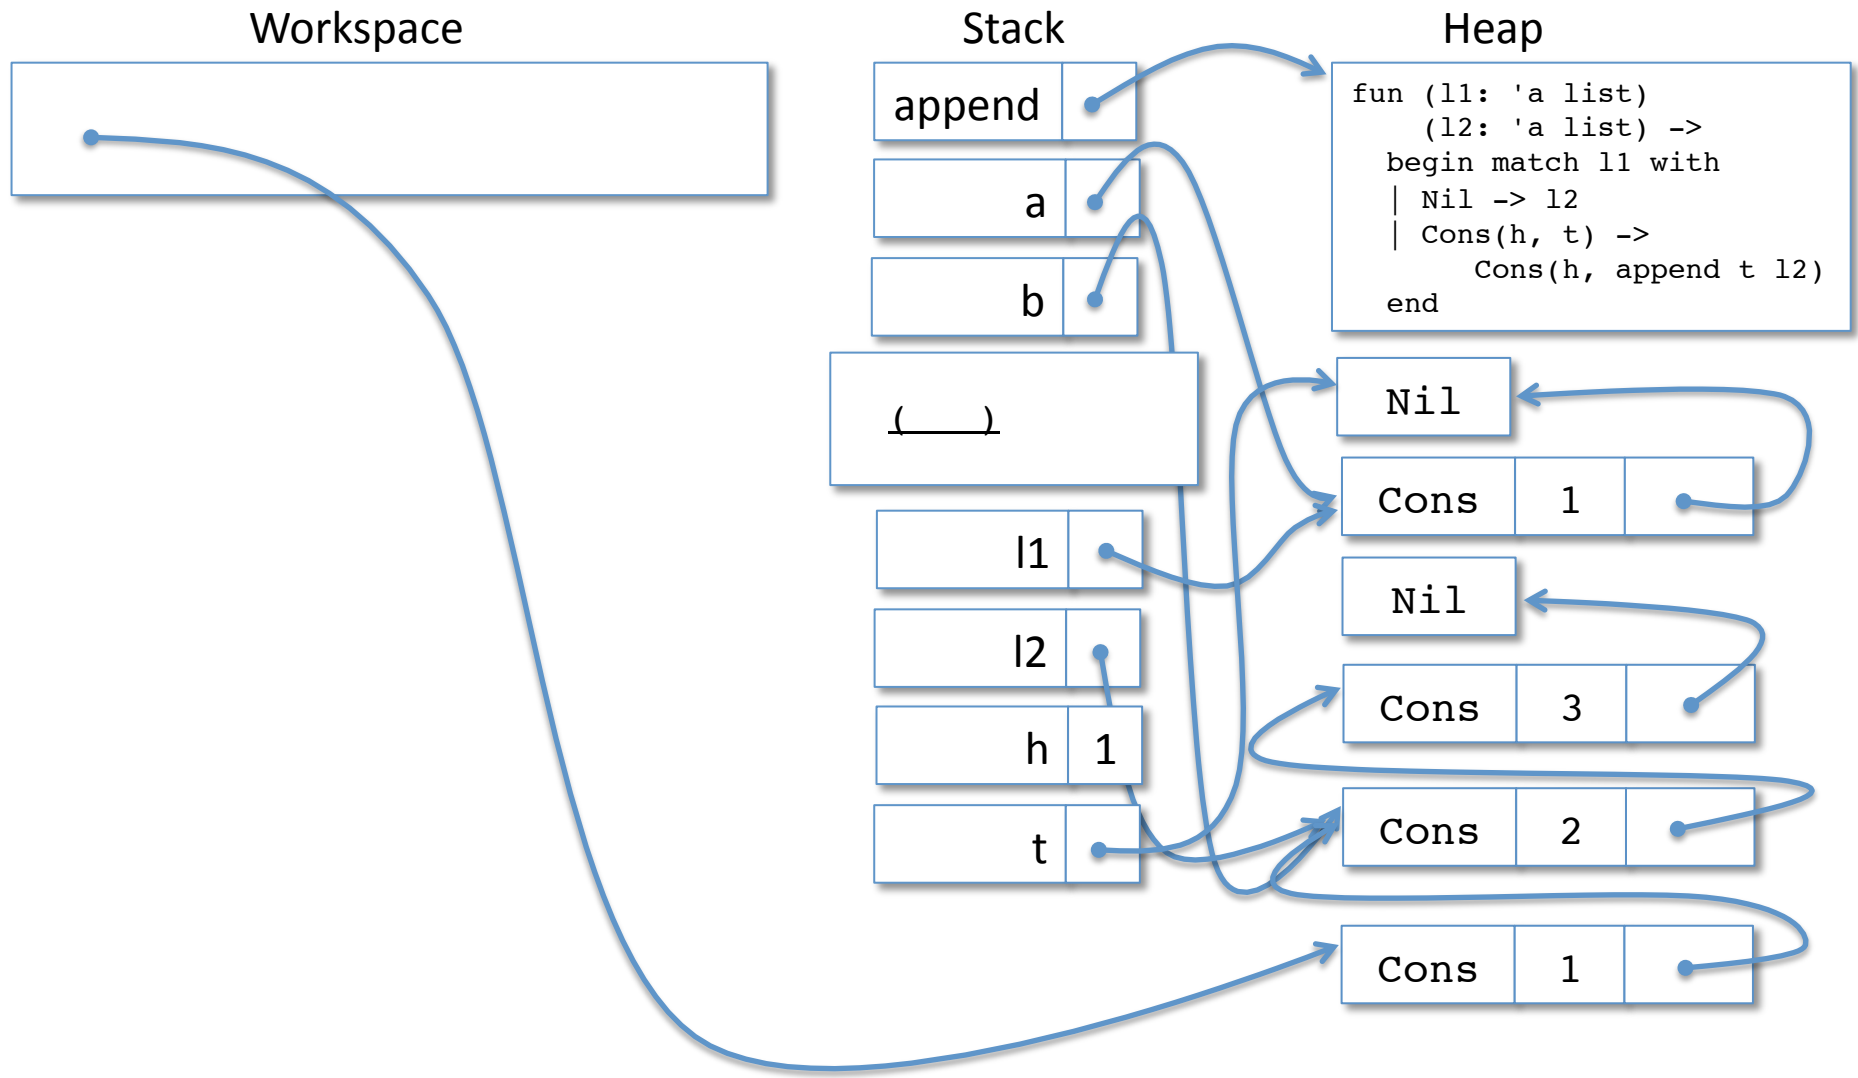 Workspace
Stack
Heap
append
a
b
(    )
l1
l2
h 1
t
fun (l1: 'a list)
    (l2: 'a list) ->
  begin match l1 with
  | Nil -> l2
  | Cons(h, t) ->
       Cons(h, append t l2)
  end
Nil
Cons 1
Nil
Cons 3
Cons 2
Cons 1